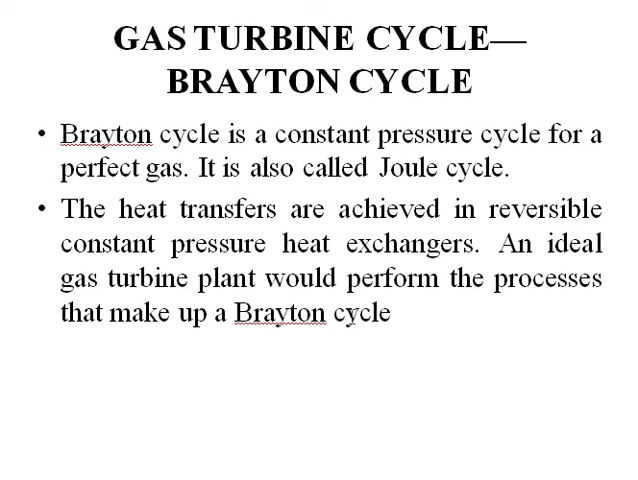 GAS TURBINE CYCLE—
BRAYTON CYCLE
• Brayton cycle is a constant pressure cycle for a
perfect gas. It is also called Joule cycle.
• The heat transfers are achieved in reversible
constant pressure heat exchangers. An ideal
gas turbine plant would perform the processes
that make up a Brayton cycle